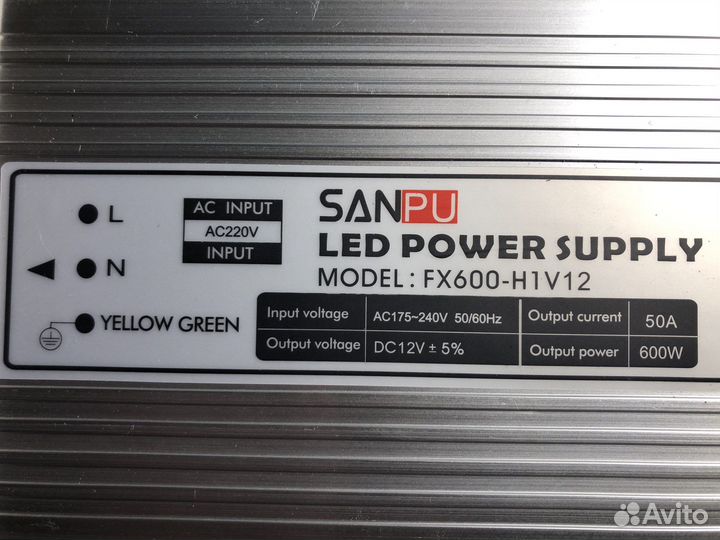 L
N
YELLOW GREEN
AC INPUT
AC220V
INPUT
SANPU
LED POWER SUPPLY
MODEL: FX600-H1V12
Input voltage AC175~240V 50/60Hz Output current 50A
Output voltage DC12V ± 5% Output power 600W
Avito